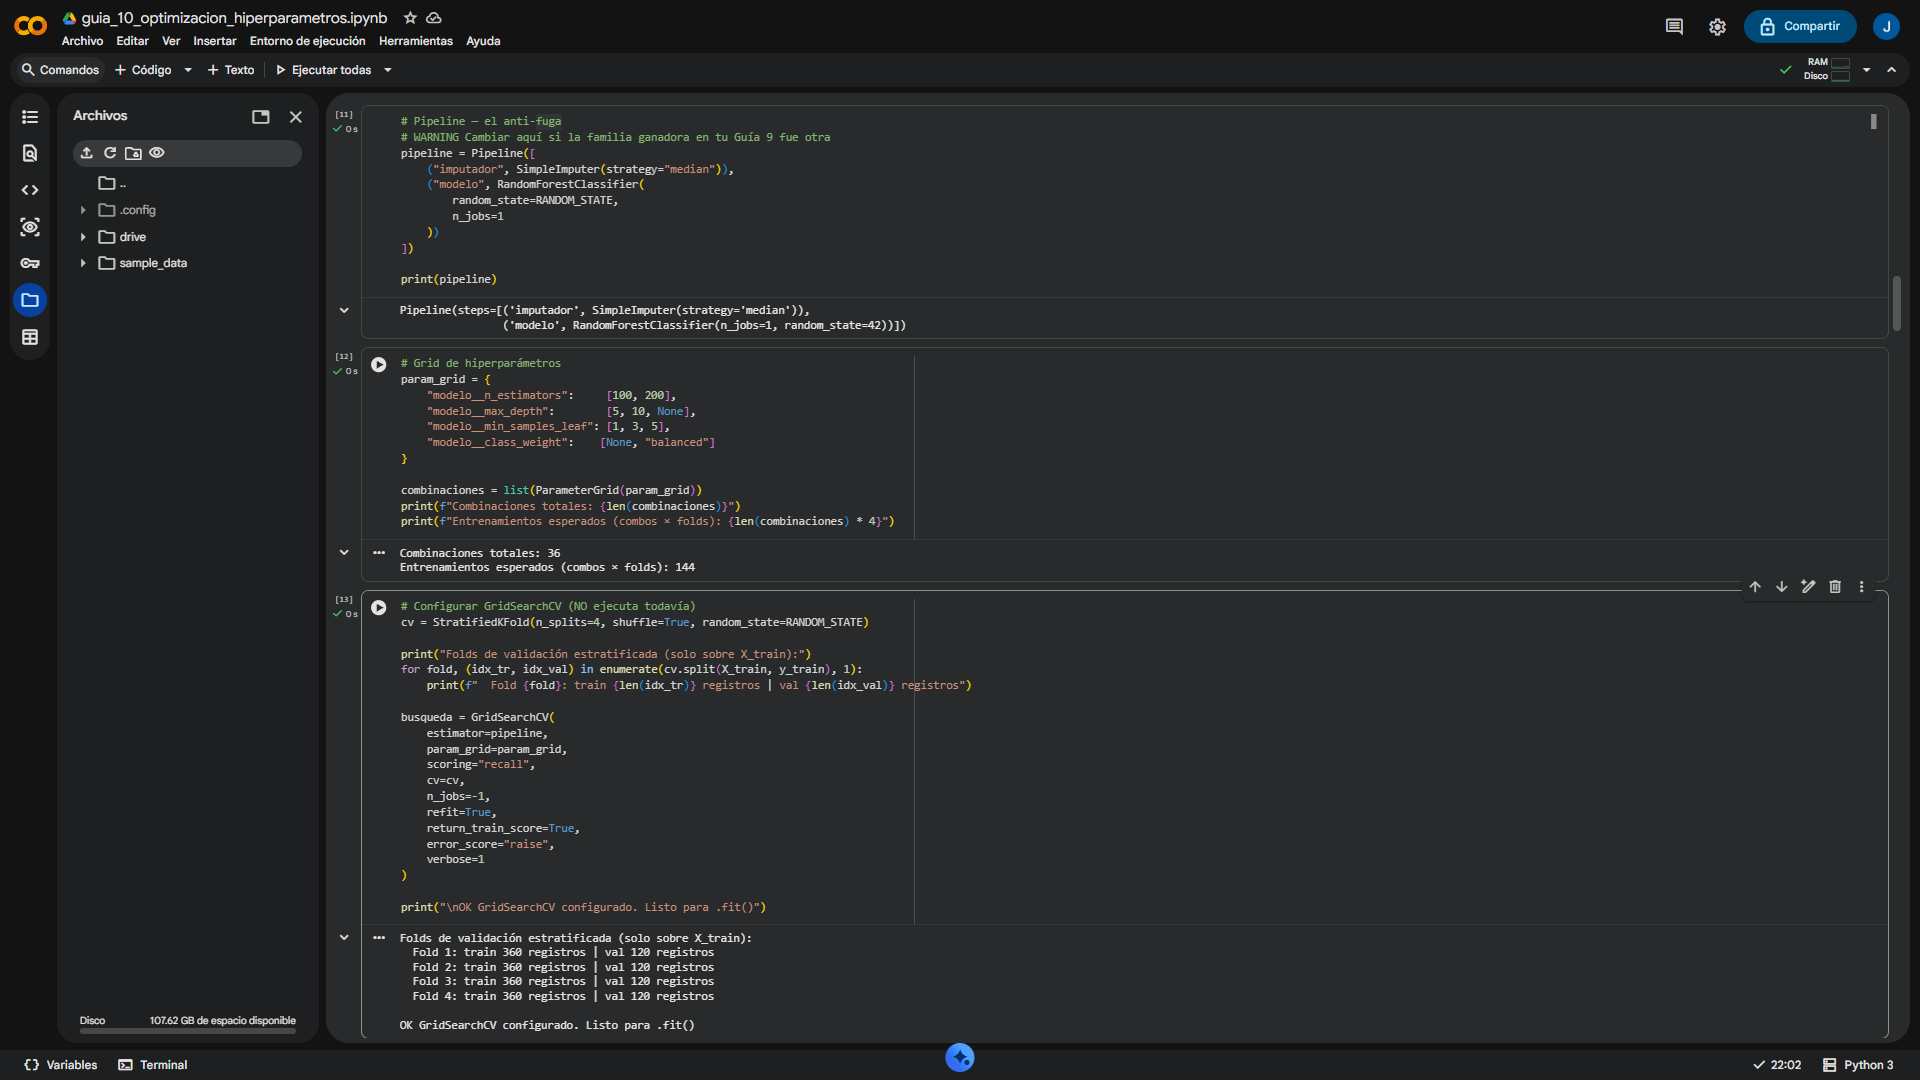 guia_10_optimizacion_hiperparametros.ipynb
Archivo Editar Ver Insertar Entorno de ejecución Herramientas Ayuda
Compartir
J
Comandos + Código + Texto Ejecutar todas
RAM
Disco
Archivos
..
.config
drive
sample_data
Disco 107.62 GB de espacio disponible
[11]
0 s
# Pipeline — el anti-fuga
# WARNING Cambiar aquí si la familia ganadora en tu Guía 9 fue otra
pipeline = Pipeline([
    ("imputador", SimpleImputer(strategy="median")),
    ("modelo", RandomForestClassifier(
        random_state=RANDOM_STATE,
        n_jobs=1
    ))
])
print(pipeline)
Pipeline(steps=[('imputador', SimpleImputer(strategy='median')),
                ('modelo', RandomForestClassifier(n_jobs=1, random_state=42))])
[12]
0 s
# Grid de hiperparámetros
param_grid = {
    "modelo__n_estimators":     [100, 200],
    "modelo__max_depth":        [5, 10, None],
    "modelo__min_samples_leaf": [1, 3, 5],
    "modelo__class_weight":    [None, "balanced"]
}
combinaciones = list(ParameterGrid(param_grid))
print(f"Combinaciones totales: {len(combinaciones)}")
print(f"Entrenamientos esperados (combos × folds): {len(combinaciones) * 4}")
Combinaciones totales: 36
Entrenamientos esperados (combos × folds): 144
[13]
0 s
# Configurar GridSearchCV (NO ejecuta todavía)
cv = StratifiedKFold(n_splits=4, shuffle=True, random_state=RANDOM_STATE)
print("Folds de validación estratificada (solo sobre X_train):")
for fold, (idx_tr, idx_val) in enumerate(cv.split(X_train, y_train), 1):
    print(f"  Fold {fold}: train {len(idx_tr)} registros | val {len(idx_val)} registros")
busqueda = GridSearchCV(
    estimator=pipeline,
    param_grid=param_grid,
    scoring="recall",
    cv=cv,
    n_jobs=-1,
    refit=True,
    return_train_score=True,
    error_score="raise",
    verbose=1
)
print("\nOK GridSearchCV configurado. Listo para .fit()")
Folds de validación estratificada (solo sobre X_train):
  Fold 1: train 360 registros | val 120 registros
  Fold 2: train 360 registros | val 120 registros
  Fold 3: train 360 registros | val 120 registros
  Fold 4: train 360 registros | val 120 registros
OK GridSearchCV configurado. Listo para .fit()
Variables Terminal
22:02 Python 3